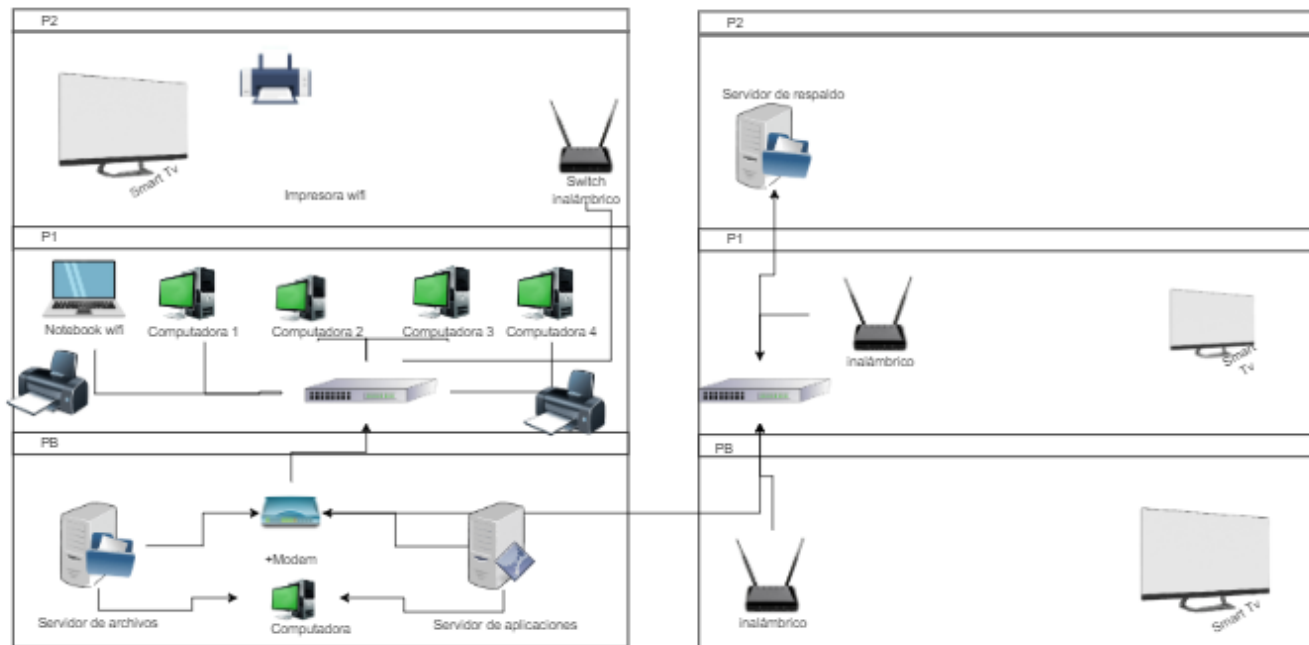 P2
Smart Tv
Impresora wifi
Switch
inalámbrico
P1
Notebook wifi
Computadora 1
Computadora 2
Computadora 3
Computadora 4
PB
+Modem
Servidor de archivos
Computadora
Servidor de aplicaciones
P2
Servidor de respaldo
P1
inalámbrico
Smart
Tv
PB
inalámbrico
Smart Tv